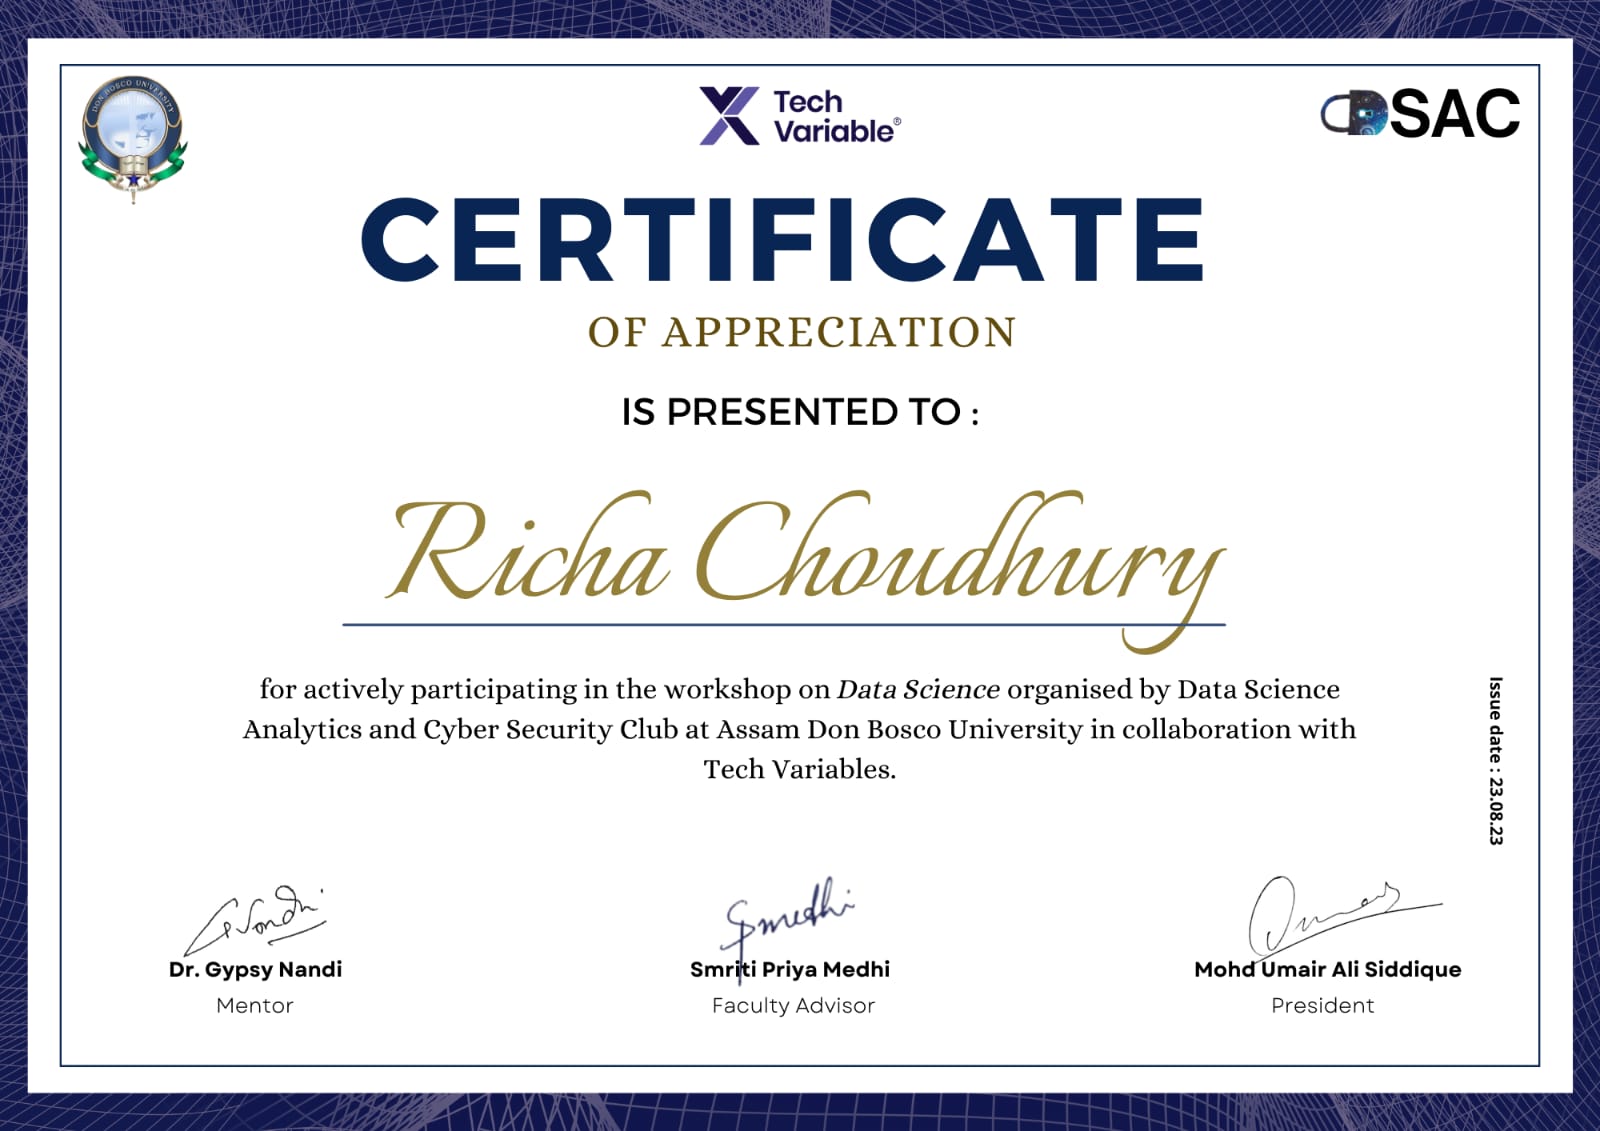 DON BOSCO UNIVERSITY
Tech
Variable®
DSAC
CERTIFICATE
OF APPRECIATION
IS PRESENTED TO :
Richa Choudhury
for actively participating in the workshop on Data Science organised by Data Science
Analytics and Cyber Security Club at Assam Don Bosco University in collaboration with
Tech Variables.
Issue date : 23.08.23
Smedhi
Dr. Gypsy Nandi
Smriti Priya Medhi
Mohd Umair Ali Siddique
Mentor
Faculty Advisor
President